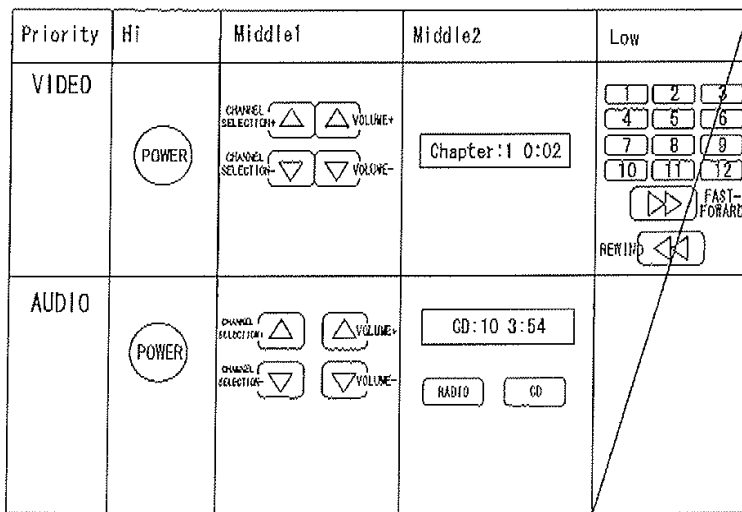 Priority Hi Middle1 Middle2 Low
VIDEO
POWER
CHANNEL SELECTION+
VOLUME+
CHANNEL SELECTION-
VOLOME-
Chapter:1 0:02
1 2 3
4 5 6
7 8 9
10 11 12
FAST-
FOWARD
REWIND
AUDIO
POWER
CHANNEL
SELECTION+
VOLUME+
CHANNEL
SELECTION-
VOLUME-
CD:10 3:54
RADIO CD